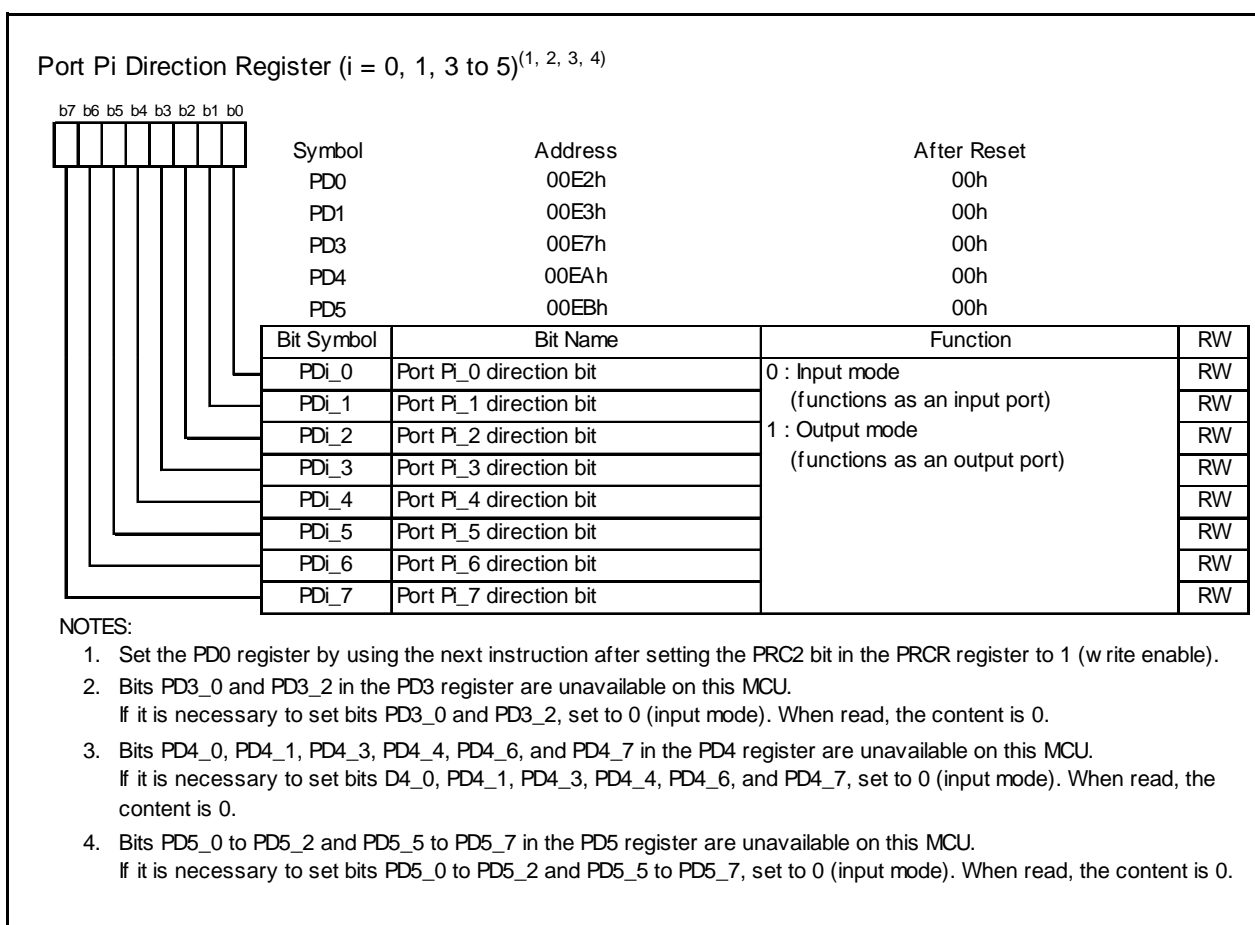 Port Pi Direction Register (i = 0, 1, 3 to 5)(1, 2, 3, 4)
b7 b6 b5 b4 b3 b2 b1 b0
Symbol Address After Reset
PD0 00E2h 00h
PD1 00E3h 00h
PD3 00E7h 00h
PD4 00EAh 00h
PD5 00EBh 00h
Bit Symbol Bit Name Function RW
PDi_0 Port Pi_0 direction bit 0 : Input mode RW
PDi_1 Port Pi_1 direction bit (functions as an input port) RW
PDi_2 Port Pi_2 direction bit 1 : Output mode RW
PDi_3 Port Pi_3 direction bit (functions as an output port) RW
PDi_4 Port Pi_4 direction bit RW
PDi_5 Port Pi_5 direction bit RW
PDi_6 Port Pi_6 direction bit RW
PDi_7 Port Pi_7 direction bit RW
NOTES:
1. Set the PD0 register by using the next instruction after setting the PRC2 bit in the PRCR register to 1 (write enable).
2. Bits PD3_0 and PD3_2 in the PD3 register are unavailable on this MCU.
If it is necessary to set bits PD3_0 and PD3_2, set to 0 (input mode). When read, the content is 0.
3. Bits PD4_0, PD4_1, PD4_3, PD4_4, PD4_6, and PD4_7 in the PD4 register are unavailable on this MCU.
If it is necessary to set bits D4_0, PD4_1, PD4_3, PD4_4, PD4_6, and PD4_7, set to 0 (input mode). When read, the
content is 0.
4. Bits PD5_0 to PD5_2 and PD5_5 to PD5_7 in the PD5 register are unavailable on this MCU.
If it is necessary to set bits PD5_0 to PD5_2 and PD5_5 to PD5_7, set to 0 (input mode). When read, the content is 0.